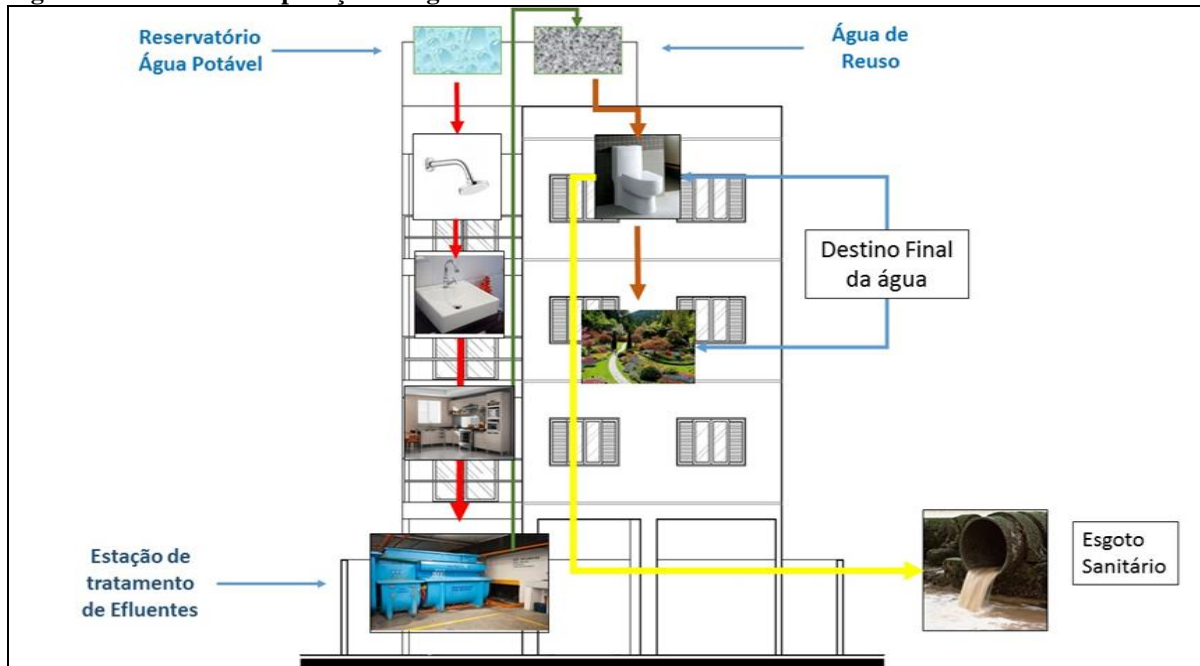 Reservatório
Água Potável
Água de
Reuso
Destino Final
da água
Estação de
tratamento
de Efluentes
Esgoto
Sanitário